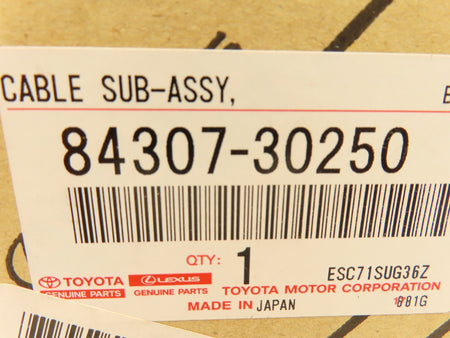 CABLE SUB-ASSY,
84307-30250
QTY: 1
ESC71SUG36Z
TOYOTA LEXUS TOYOTA MOTOR CORPORATION
GENUINE PARTS GENUINE PARTS
MADE IN JAPAN